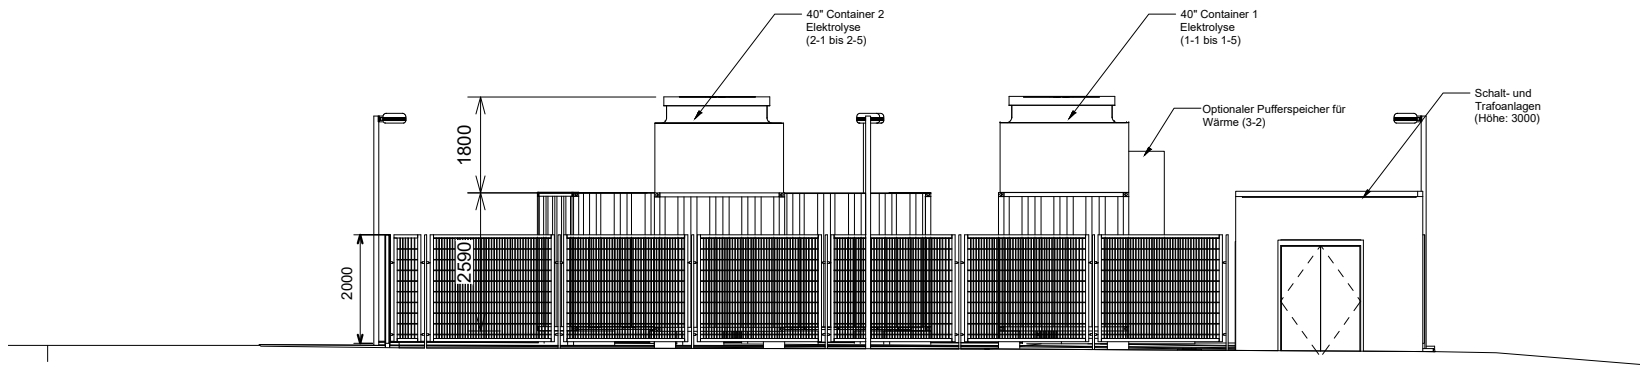 40" Container 2
Elektrolyse
(2-1 bis 2-5)
40" Container 1
Elektrolyse
(1-1 bis 1-5)
Optionaler Pufferspeicher für
Wärme (3-2)
Schalt- und
Trafoanlagen
(Höhe: 3000)
1800
2590
2000